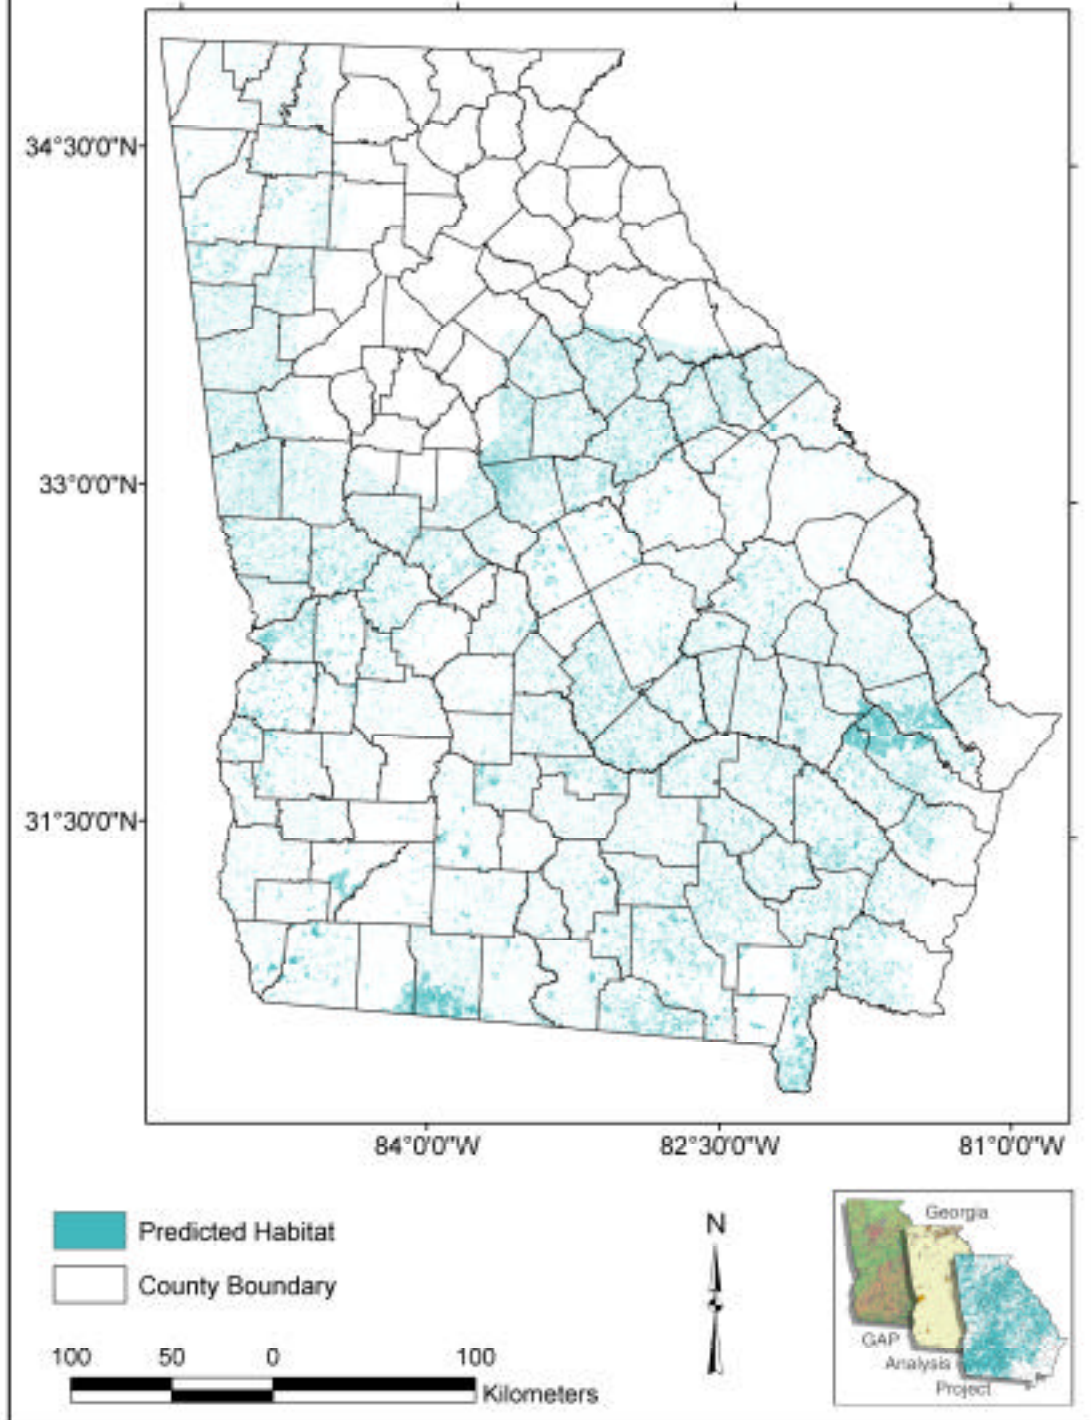 34°30'0"N
33°0'0"N
31°30'0"N
84°0'0"W 82°30'0"W 81°0'0"W
Predicted Habitat
County Boundary
100 50 0 100
Kilometers
N
Georgia
GAP
Analysis
Project